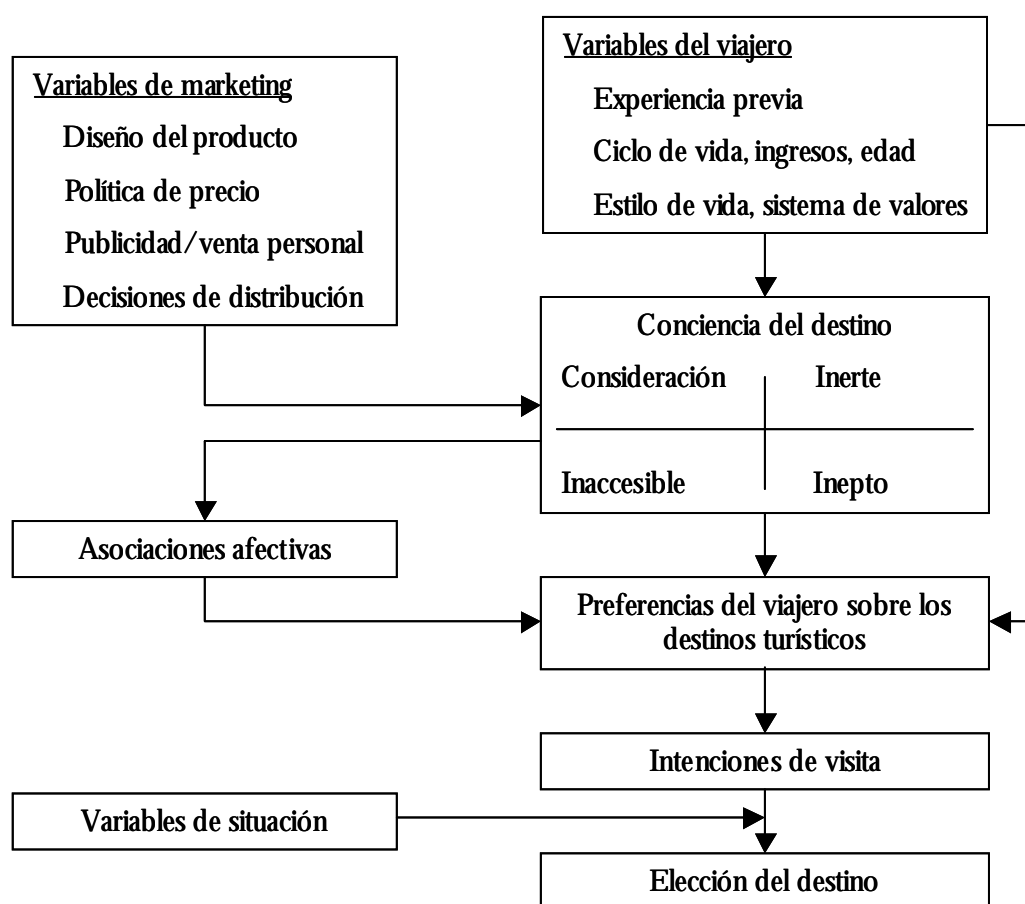 Variables de marketing
Diseño del producto
Política de precio
Publicidad/venta personal
Decisiones de distribución
Variables del viajero
Experiencia previa
Ciclo de vida, ingresos, edad
Estilo de vida, sistema de valores
Conciencia del destino
Consideración
Inerte
Inaccesible
Inepto
Asociaciones afectivas
Preferencias del viajero sobre los
destinos turísticos
Intenciones de visita
Variables de situación
Elección del destino